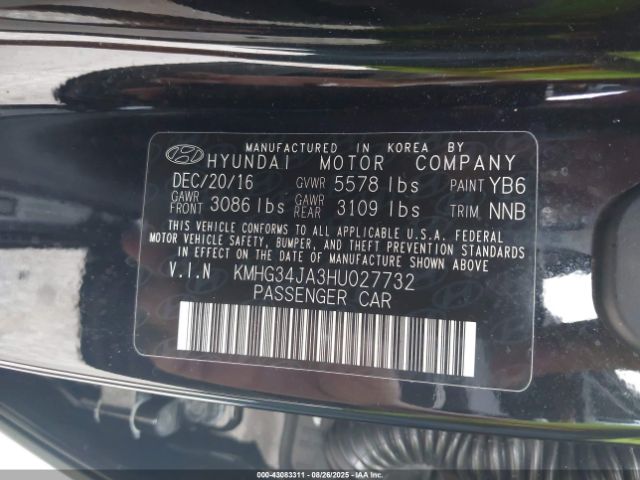 MANUFACTURED IN KOREA BY
HYUNDAI MOTOR COMPANY
DEC/20/16 GVWR 5578 lbs PAINT YB6
GAWR FRONT 3086 lbs GAWR REAR 3109 lbs TRIM NNB
THIS VEHICLE CONFORMS TO ALL APPLICABLE U.S.A. FEDERAL
MOTOR VEHICLE SAFETY, BUMPER, AND THEFT PREVENTION STANDARDS
IN EFFECT ON THE DATE OF MANUFACTURE SHOWN ABOVE.
V.I.N KMHG34JA3HU027732
PASSENGER CAR
000-43083311 - 08/26/2025 - IAAI.COM